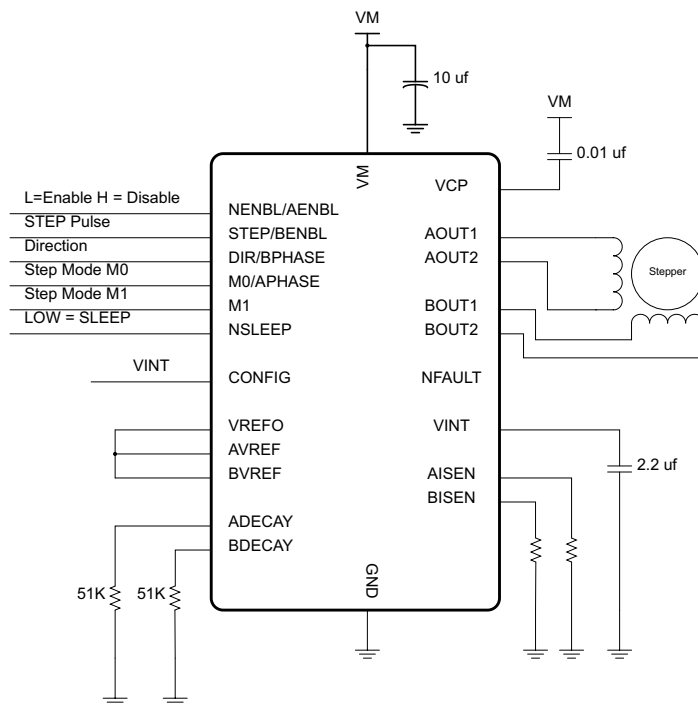 VM
10 uf
VM
0.01 uf
VM
VCP
L=Enable H = Disable
NENBL/AENBL
STEP Pulse
STEP/BENBL
AOUT1
Direction
DIR/BPHASE
AOUT2
Stepper
Step Mode M0
M0/APHASE
Step Mode M1
M1
BOUT1
LOW = SLEEP
NSLEEP
BOUT2
VINT
CONFIG
NFAULT
VREFO
VINT
AVREF
2.2 uf
BVREF
AISEN
BISEN
ADECAY
BDECAY
51K
51K
GND